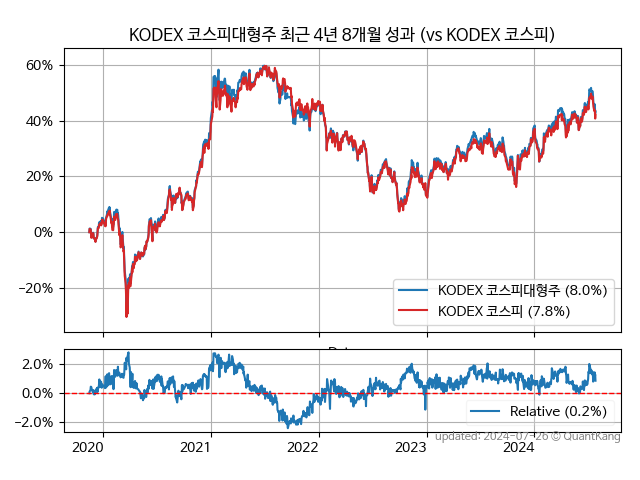 KODEX 코스피대형주 최근 4년 8개월 성과 (vs KODEX 코스피)
60%
40%
20%
0%
−20%
KODEX 코스피대형주 (8.0%)
KODEX 코스피 (7.8%)
2.0%
0.0%
−2.0%
Relative (0.2%)
2020 2021 2022 2023 2024
updated: 2024-07-26 © QuantKang